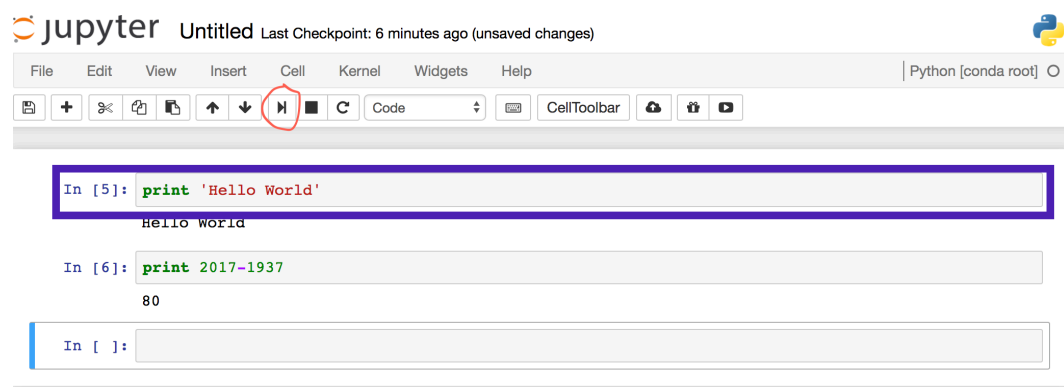 jupyter Untitled Last Checkpoint: 6 minutes ago (unsaved changes)
File Edit View Insert Cell Kernel Widgets Help Python [conda root]
Code CellToolbar
In [5]: print 'Hello World'
Hello World
In [6]: print 2017-1937
80
In [ ]: